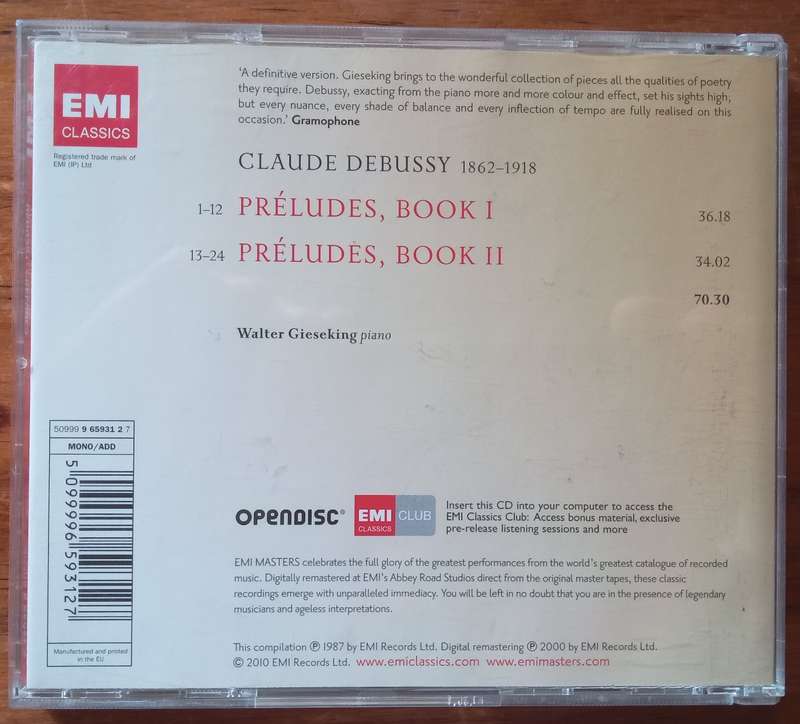 EMI
CLASSICS
Registered trade mark of
EMI (IP) Ltd
‘A definitive version. Gieseking brings to the wonderful collection of pieces all the qualities of poetry
they require. Debussy, exacting from the piano more and more colour and effect, set his sights high;
but every nuance, every shade of balance and every inflection of tempo are fully realised on this
occasion.’ Gramophone
CLAUDE DEBUSSY 1862–1918
1–12 PRÉLUDES, BOOK I 36.18
13–24 PRÉLUDES, BOOK II 34.02
70.30
Walter Gieseking piano
50999 9 65931 2 7
MONO/ADD
5 099996 593127
Manufactured and printed
in the EU
OPENDISC®
EMI
CLASSICS
CLUB
Insert this CD into your computer to access the
EMI Classics Club: Access bonus material, exclusive
pre-release listening sessions and more
EMI MASTERS celebrates the full glory of the greatest performances from the world’s greatest catalogue of recorded
music. Digitally remastered at EMI’s Abbey Road Studios direct from the original master tapes, these classic
recordings emerge with unparalleled immediacy. You will be left in no doubt that you are in the presence of legendary
musicians and ageless interpretations.
This compilation ℗ 1987 by EMI Records Ltd. Digital remastering ℗ 2000 by EMI Records Ltd.
© 2010 EMI Records Ltd. www.emiclassics.com www.emimasters.com